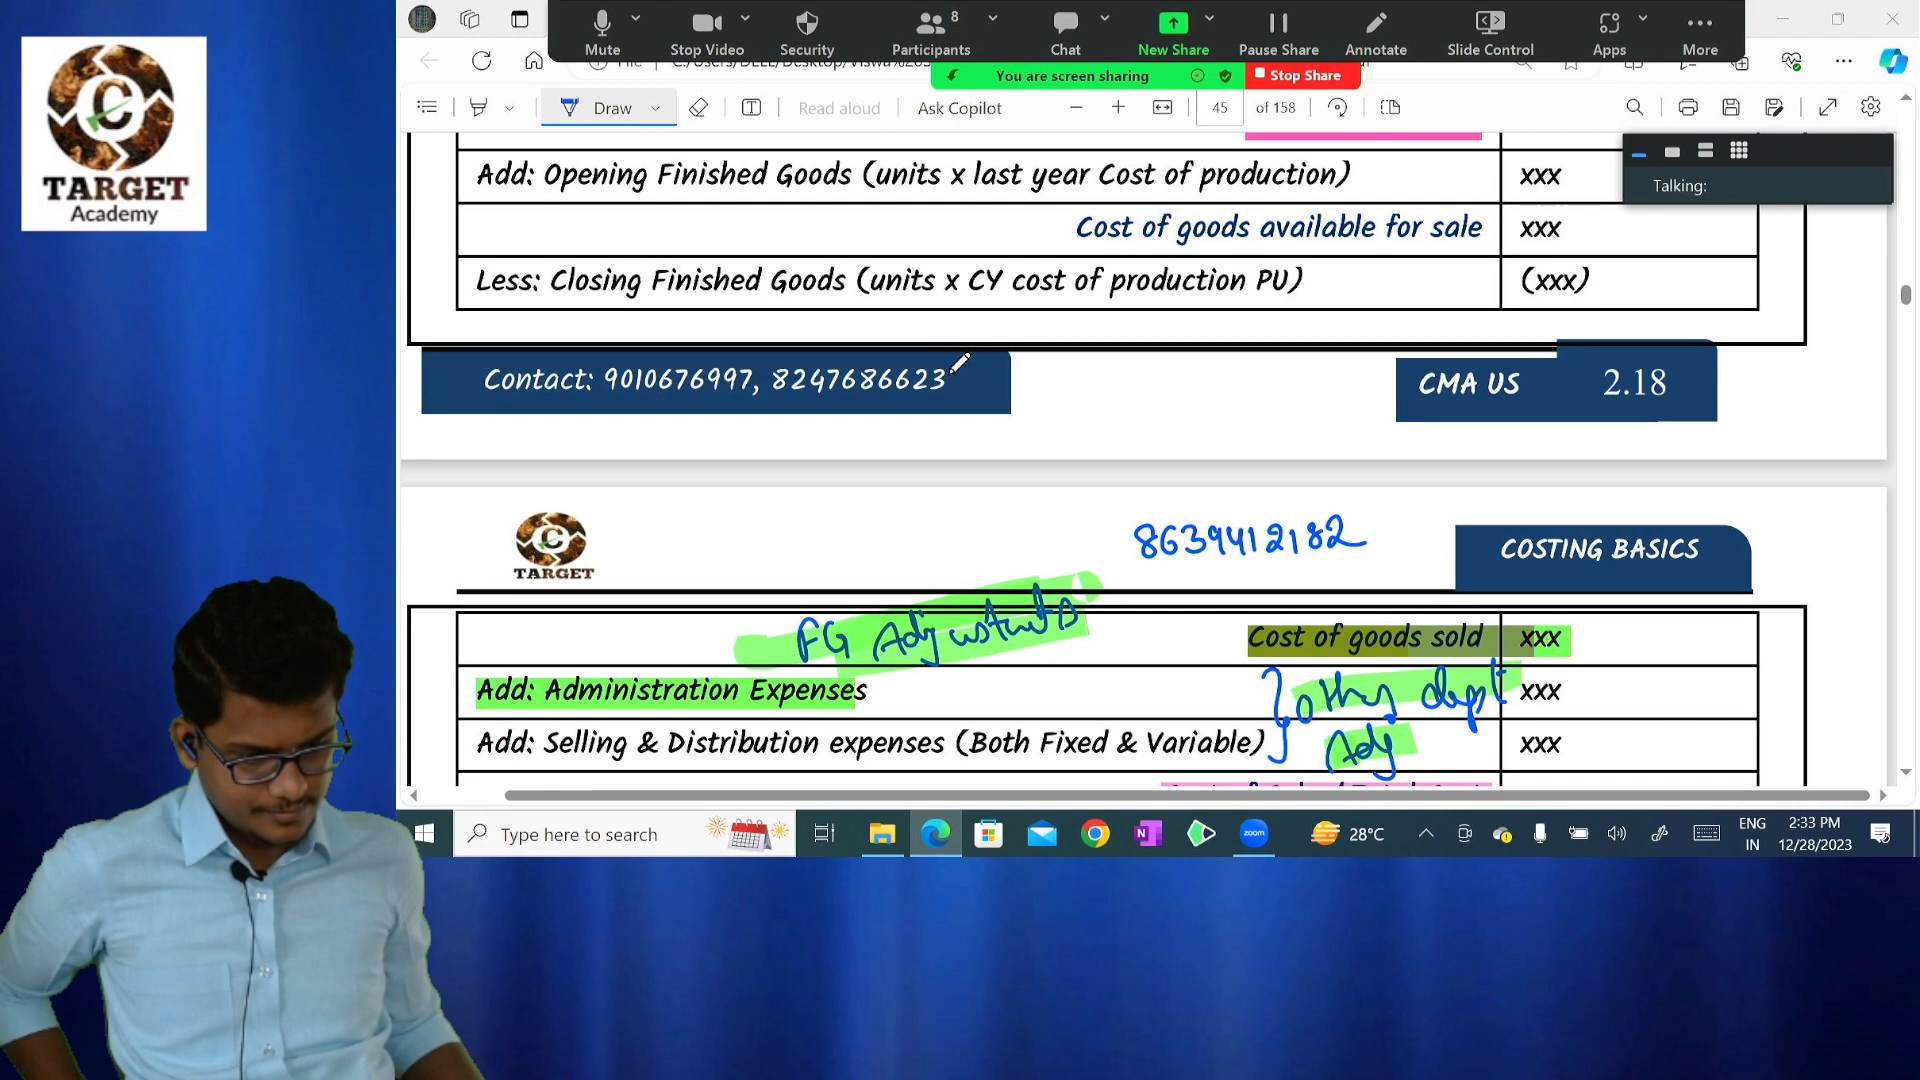 TARGET
Academy
Mute
Stop Video
Security
8
Participants
Chat
New Share
Pause Share
Annotate
Slide Control
Apps
More
You are screen sharing
Stop Share
Draw
Read aloud
Ask Copilot
45
of 158
Talking:
Add: Opening Finished Goods (units x last year Cost of production)
xxx
Cost of goods available for sale
xxx
Less: Closing Finished Goods (units x CY cost of production PU)
(xxx)
Contact: 9010676997, 8247686623
CMA US
2.18
TARGET
8639412182
COSTING BASICS
FG Adjustments
Cost of goods sold
xxx
Add: Administration Expenses
other dept
xxx
Add: Selling & Distribution expenses (Both Fixed & Variable)
Adj
xxx
Type here to search
zoom
28°C
ENG
IN
2:33 PM
12/28/2023